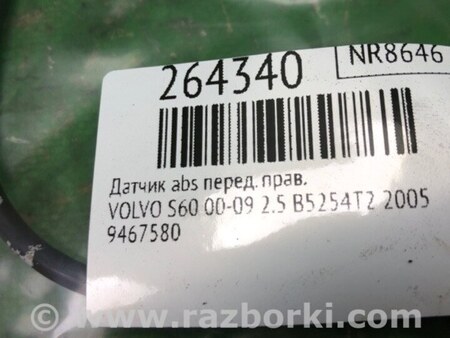 264340
NR8646
Датчик abs перед. прав.
VOLVO S60 00-09 2.5 B5254T2 2005
9467580
© www.razborki.com